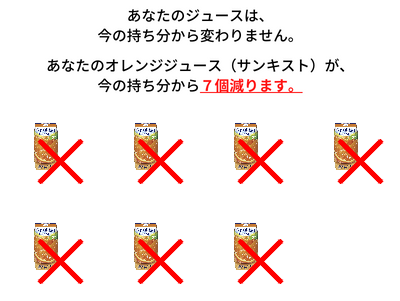 あなたのジュースは、
今の持ち分から変わりません。
あなたのオレンジジュース（サンキスト）が、
今の持ち分から７個減ります。